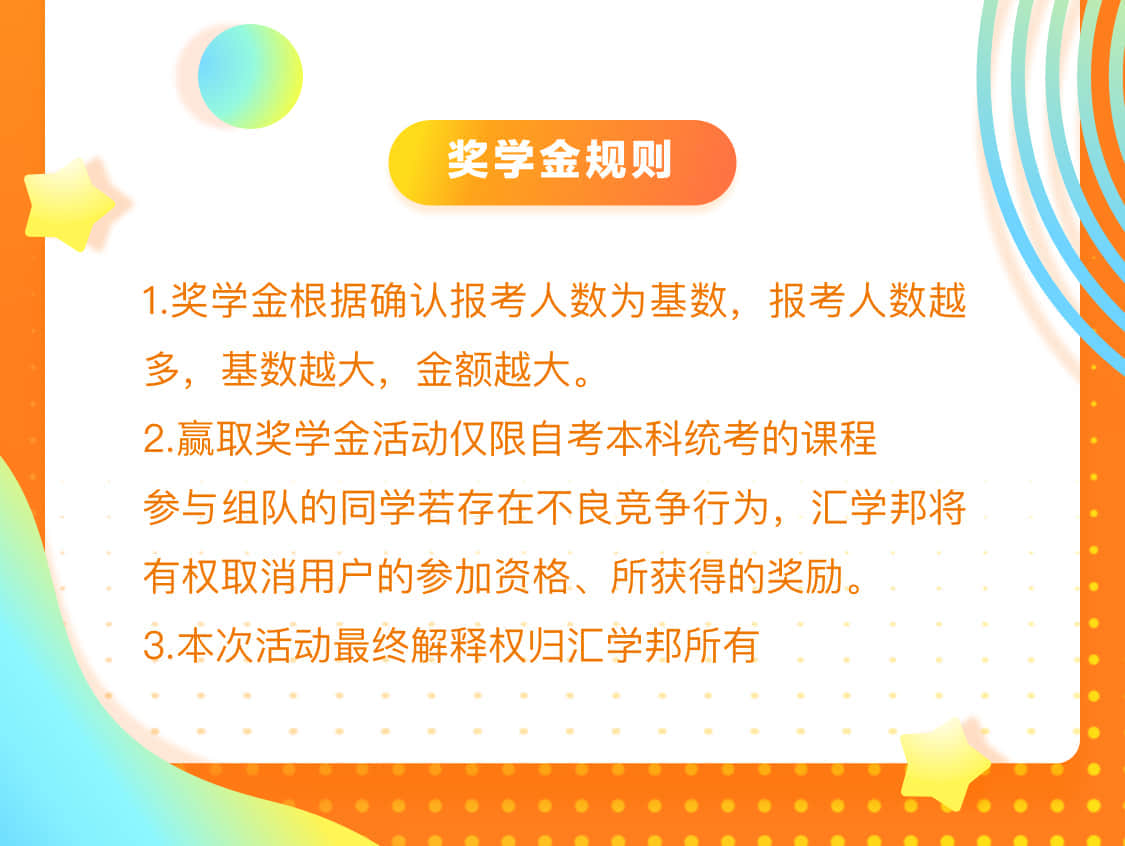 奖学金规则
1.奖学金根据确认报考人数为基数，报考人数越
多，基数越大，金额越大。
2.赢取奖学金活动仅限自考本科统考的课程
参与组队的同学若存在不良竞争行为，汇学邦将
有权取消用户的参加资格、所获得的奖励。
3.本次活动最终解释权归汇学邦所有